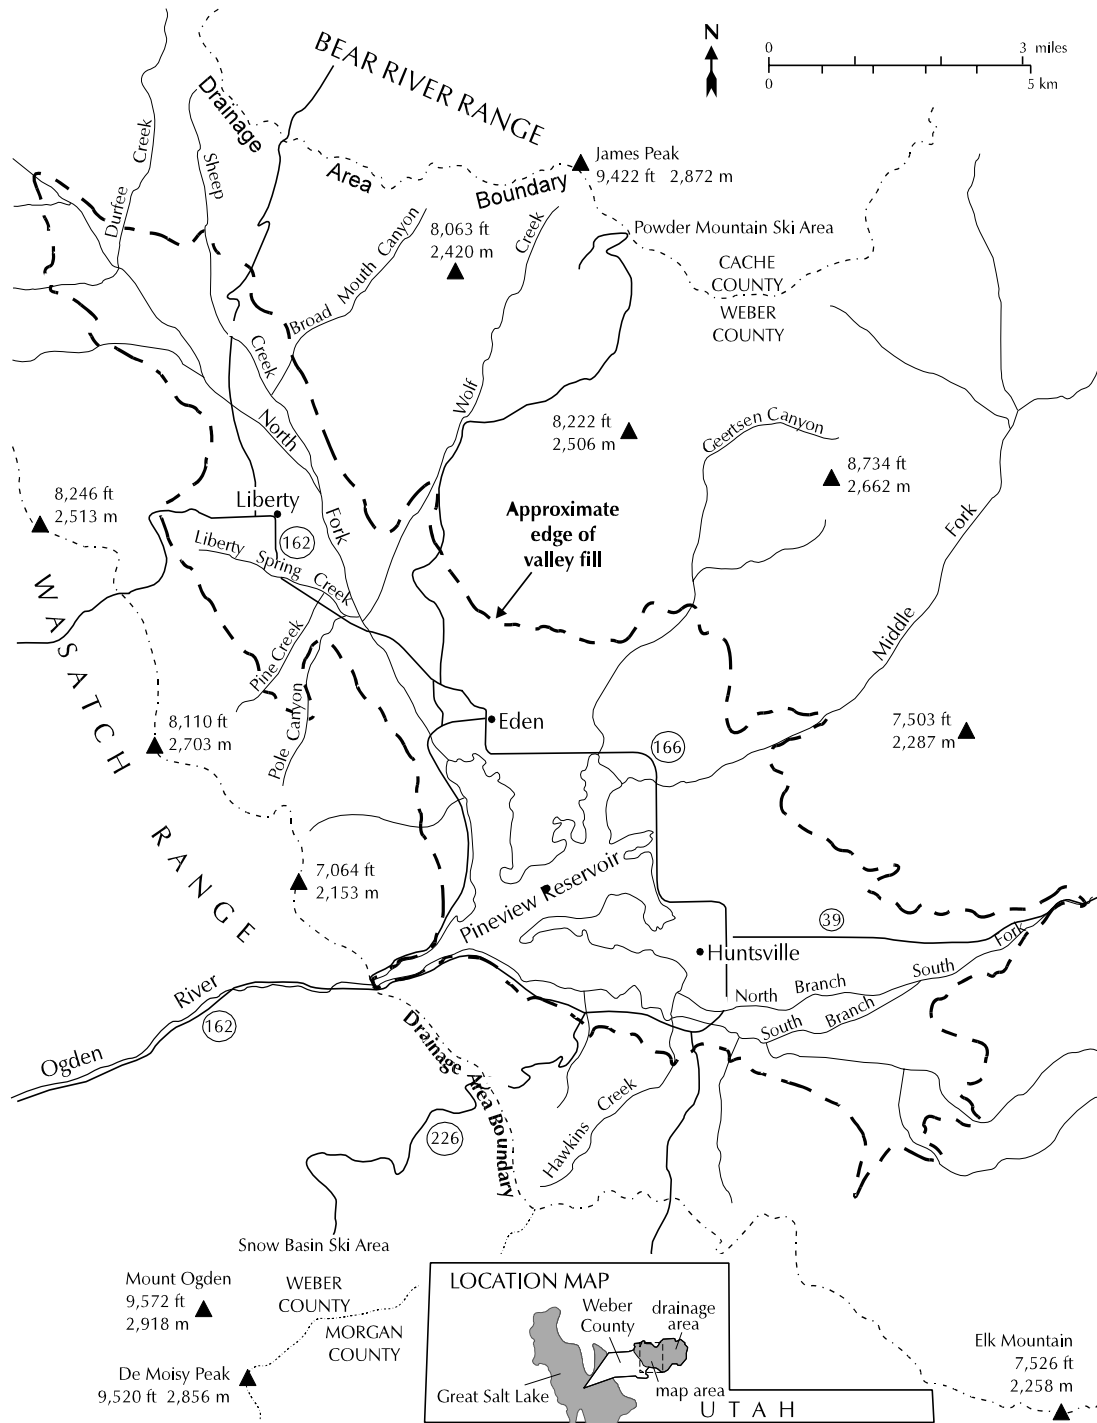 N
0 3 miles
0 5 km
BEAR RIVER RANGE
Drainage Area Boundary
James Peak
9,422 ft 2,872 m
Powder Mountain Ski Area
CACHE
COUNTY
WEBER
COUNTY
Durfee Creek
Sheep Creek
Broad Mouth Canyon
8,063 ft
2,420 m
Wolf Creek
8,222 ft
2,506 m
Geertsen Canyon
8,734 ft
2,662 m
North Fork
8,246 ft
2,513 m
Liberty
162
Liberty Spring Creek
Approximate
edge of
valley fill
Middle Fork
WASATCH RANGE
Pine Creek
Pole Canyon
8,110 ft
2,703 m
Eden
166
7,503 ft
2,287 m
7,064 ft
2,153 m
Pineview Reservoir
39
Huntsville
North Branch South Fork
South Branch
Ogden River
162
Drainage Area Boundary
226
Hawkins Creek
Snow Basin Ski Area
Mount Ogden
9,572 ft
2,918 m
WEBER
COUNTY
MORGAN
COUNTY
De Moisy Peak
9,520 ft 2,856 m
LOCATION MAP
Weber
County
drainage
area
Great Salt Lake
map area
UTAH
Elk Mountain
7,526 ft
2,258 m